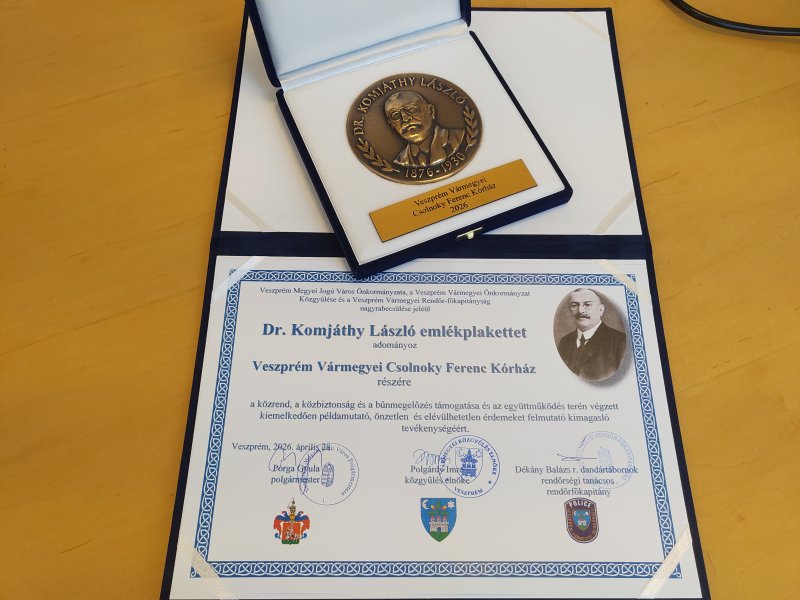 DR. KOMJÁTHY LÁSZLÓ
1876-1930
Veszprém Vármegyei
Csolnoky Ferenc Kórház
2026
Veszprém Megyei Jogú Város Önkormányzata, a Veszprém Vármegyei Önkormányzat
Közgyűlése és a Veszprém Vármegyei Rendőr-főkapitányság
nagyrabecsülése jeléül
Dr. Komjáthy László emlékplakettet
adományoz
Veszprém Vármegyei Csolnoky Ferenc Kórház
részére
a közrend, a közbiztonság és a bűnmegelőzés támogatása és az együttműködés terén végzett
kiemelkedően példamutató, önzetlen és elévülhetetlen érdemeket felmutató kimagasló
tevékenységéért.
Veszprém, 2026. április 28.
Porga Gyula
polgármester
Polgárdy Imre
közgyűlés elnöke
VESZPRÉM
Dékány Balázs r. dandártábornok
rendőrségi tanácsos
rendőrfőkapitány
POLICE